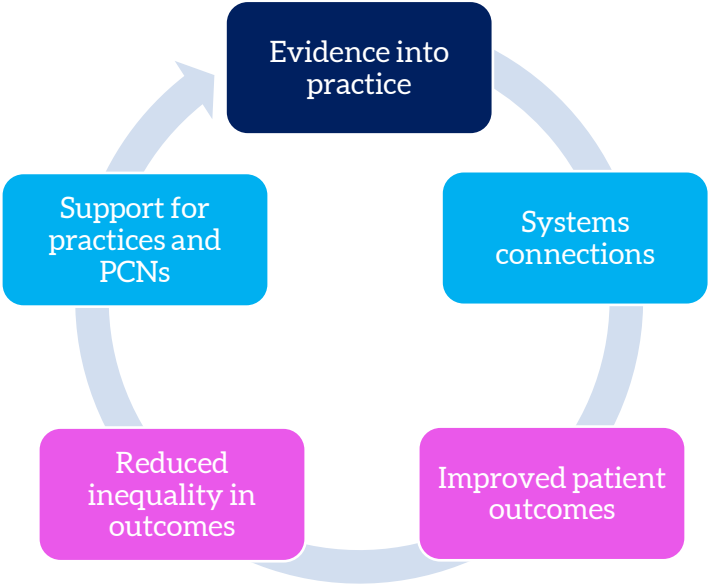 Evidence into
practice
Systems
connections
Improved patient
outcomes
Reduced
inequality in
outcomes
Support for
practices and
PCNs